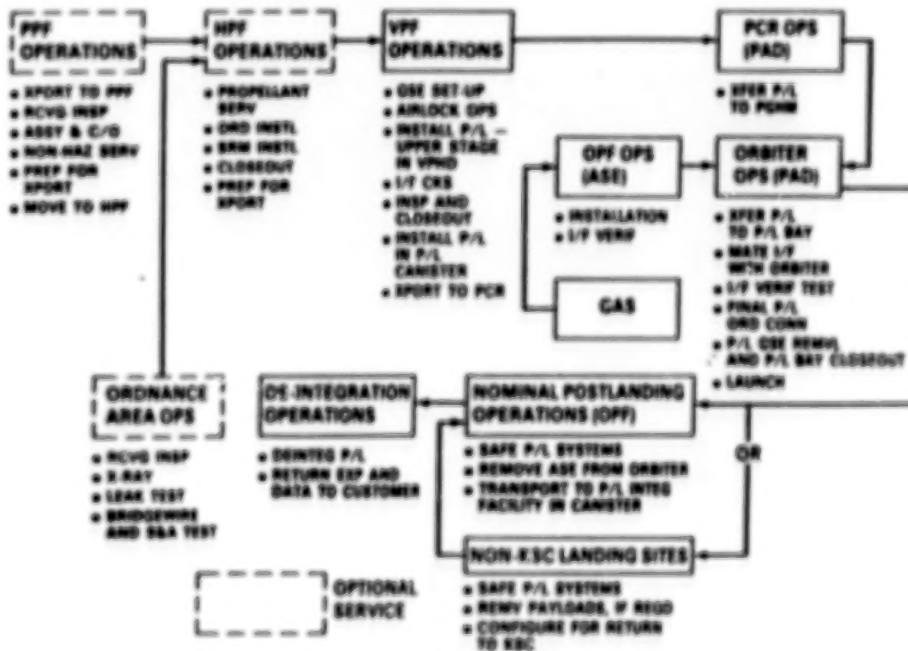 PPF
OPERATIONS
• XPORT TO PPF
• RCVG INSP
• ASSY & C/O
• NON-HAZ SERV
• PREP FOR
XPORT
• MOVE TO HPF
HPF
OPERATIONS
• PROPELLANT
SERV
• ORD INSTL
• SRM INSTL
• CLOSEOUT
• PREP FOR
XPORT
VPF
OPERATIONS
• GSE SET-UP
• AIRLOCK OPS
• INSTALL P/L –
UPPER STAGE
IN VPHD
• I/F CKS
• INSP AND
CLOSEOUT
• INSTALL P/L
IN P/L
CANISTER
• XPORT TO PCR
PCR OPS
(PAD)
• XFER P/L
TO PGHM
OPF OPS
(ASE)
• INSTALLATION
• I/F VERIF
GAS
ORBITER
OPS (PAD)
• XFER P/L
TO P/L BAY
• MATE I/F
WITH ORBITER
• I/F VERIF TEST
• FINAL P/L
ORD CONN
• P/L GSE REMVL
AND P/L BAY CLOSEOUT
• LAUNCH
ORDNANCE
AREA OPS
• RCVG INSP
• X-RAY
• LEAK TEST
• BRIDGEWIRE
AND S&A TEST
DE-INTEGRATION
OPERATIONS
• DEINTEG P/L
• RETURN EXP AND
DATA TO CUSTOMER
NOMINAL POSTLANDING
OPERATIONS (OPF)
• SAFE P/L SYSTEMS
• REMOVE ASE FROM ORBITER
• TRANSPORT TO P/L INTEG
FACILITY IN CANISTER
OR
NON-KSC LANDING SITES
• SAFE P/L SYSTEMS
• REMV PAYLOADS, IF REQD
• CONFIGURE FOR RETURN
TO KSC
OPTIONAL
SERVICE